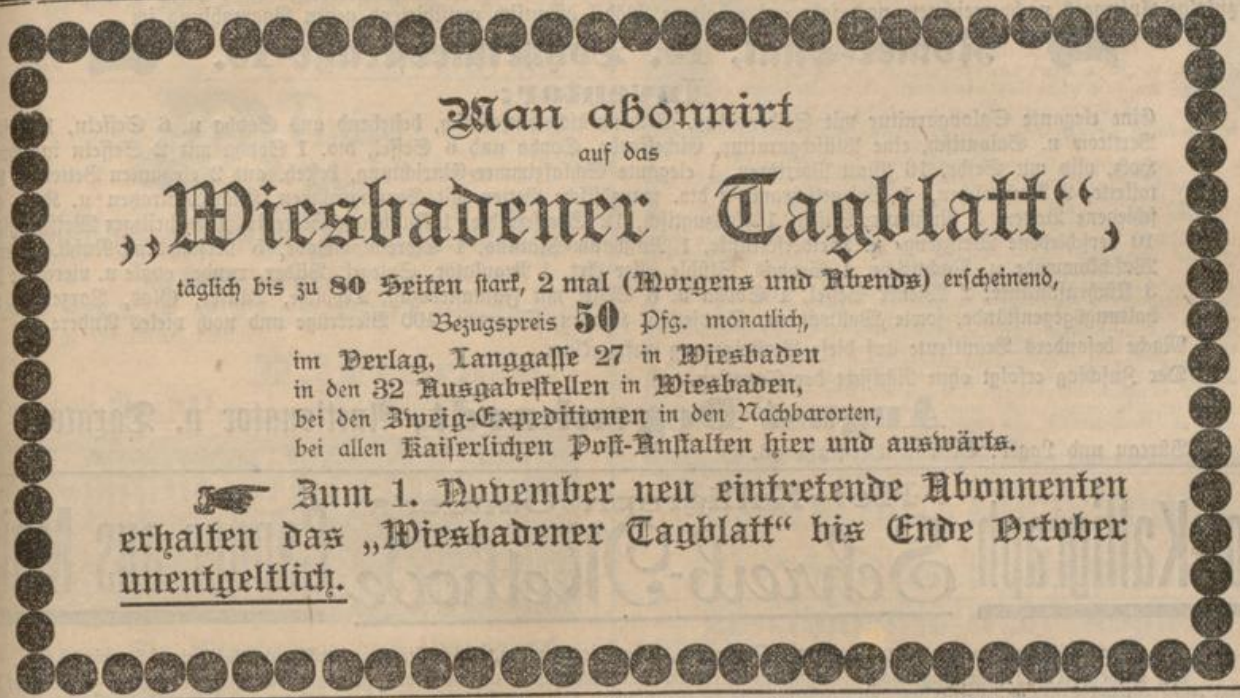 Man abonnirt
auf das
„Wiesbadener Tagblatt“,
täglich bis zu 80 Seiten stark, 2 mal (Morgens und Abends) erscheinend,
Bezugspreis 50 Pfg. monatlich,
im Verlag, Langgasse 27 in Wiesbaden
in den 32 Ausgabestellen in Wiesbaden,
bei den Zweig-Expeditionen in den Nachbarorten,
bei allen Kaiserlichen Post-Anstalten hier und auswärts.
☛ Zum 1. November neu eintretende Abonnenten
erhalten das „Wiesbadener Tagblatt“ bis Ende October
unentgeltlich.